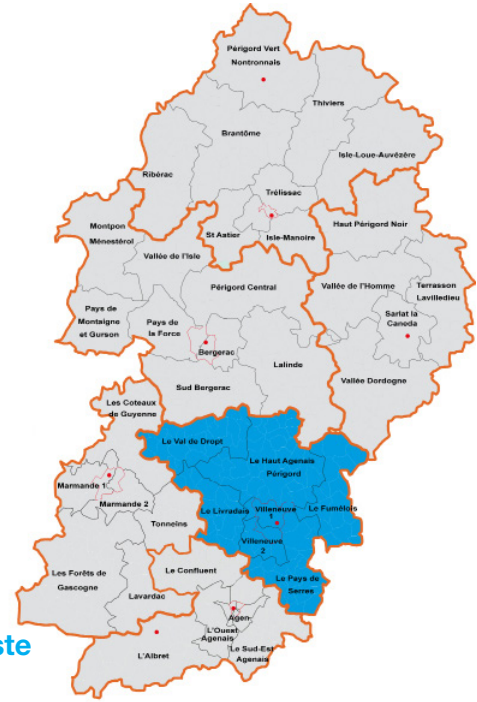 Périgord Vert
Nontronnais
Thiviers
Brantôme
Isle-Loue-Auvézère
Ribérac
Trélissac
Montpon
Ménestérol
St Aatier
Isle-Manoire
Haut Périgord Noir
Vallée de l'Isle
Périgord Central
Vallée de l'Homme
Terrasson
Lavilledieu
Pays de
Montaigne
et Gurson
Pays de
la Force
Sarlat la
Caneda
Bergerac
Lalinde
Vallée Dordogne
Sud Bergerac
Les Coteaux
de Guyenne
Le Val de Dropt
Le Haut Agenais
Périgord
Marmande 1
Marmande 2
Le Livradais
Villeneuve
1
Le Fumélois
Tonneins
Villeneuve
2
Les Forêts de
Gascogne
Le Confluent
Le Pays de
Serres
Lavardac
Agen
L'Ouest
Agenais
ste
L'Albret
Le Sud-Est
Agenais